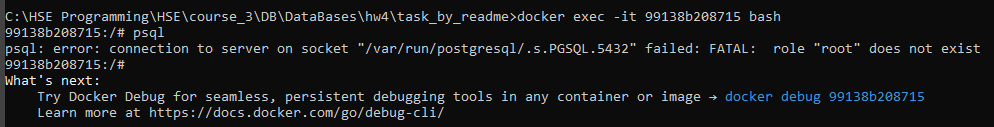 C:\HSE Programming\HSE\course_3\DB\DataBases\hw4\task_by_readme>docker exec -it 99138b208715 bash
99138b208715:/# psql
psql: error: connection to server on socket "/var/run/postgresql/.s.PGSQL.5432" failed: FATAL:  role "root" does not exist
99138b208715:/#
What's next:
    Try Docker Debug for seamless, persistent debugging tools in any container or image → docker debug 99138b208715
    Learn more at https://docs.docker.com/go/debug-cli/